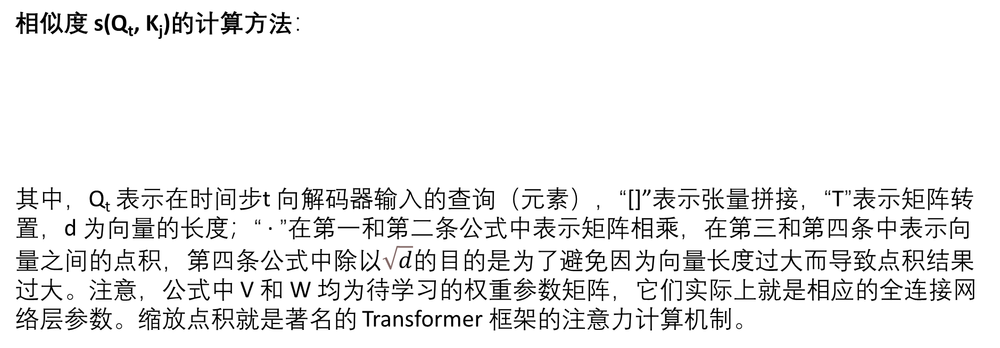 相似度 s(Qt, Kj)的计算方法：
其中，Qt 表示在时间步t 向解码器输入的查询（元素），“[]”表示张量拼接，“T”表示矩阵转
置，d 为向量的长度；“ · ”在第一和第二条公式中表示矩阵相乘，在第三和第四条中表示向
量之间的点积，第四条公式中除以√d的目的是为了避免因为向量长度过大而导致点积结果
过大。注意，公式中 V 和 W 均为待学习的权重参数矩阵，它们实际上就是相应的全连接网
络层参数。缩放点积就是著名的 Transformer 框架的注意力计算机制。